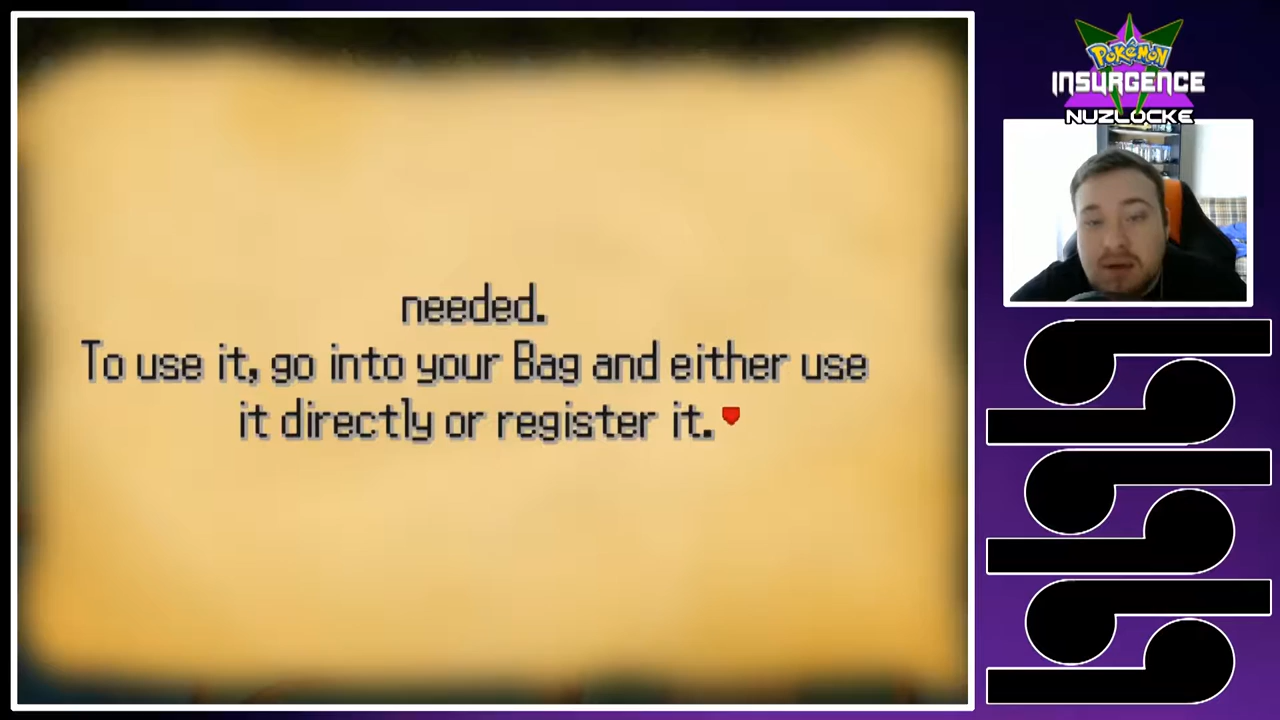 needed.
To use it, go into your Bag and either use
it directly or register it.
POKéMON
INSURGENCE
NUZLOCKE